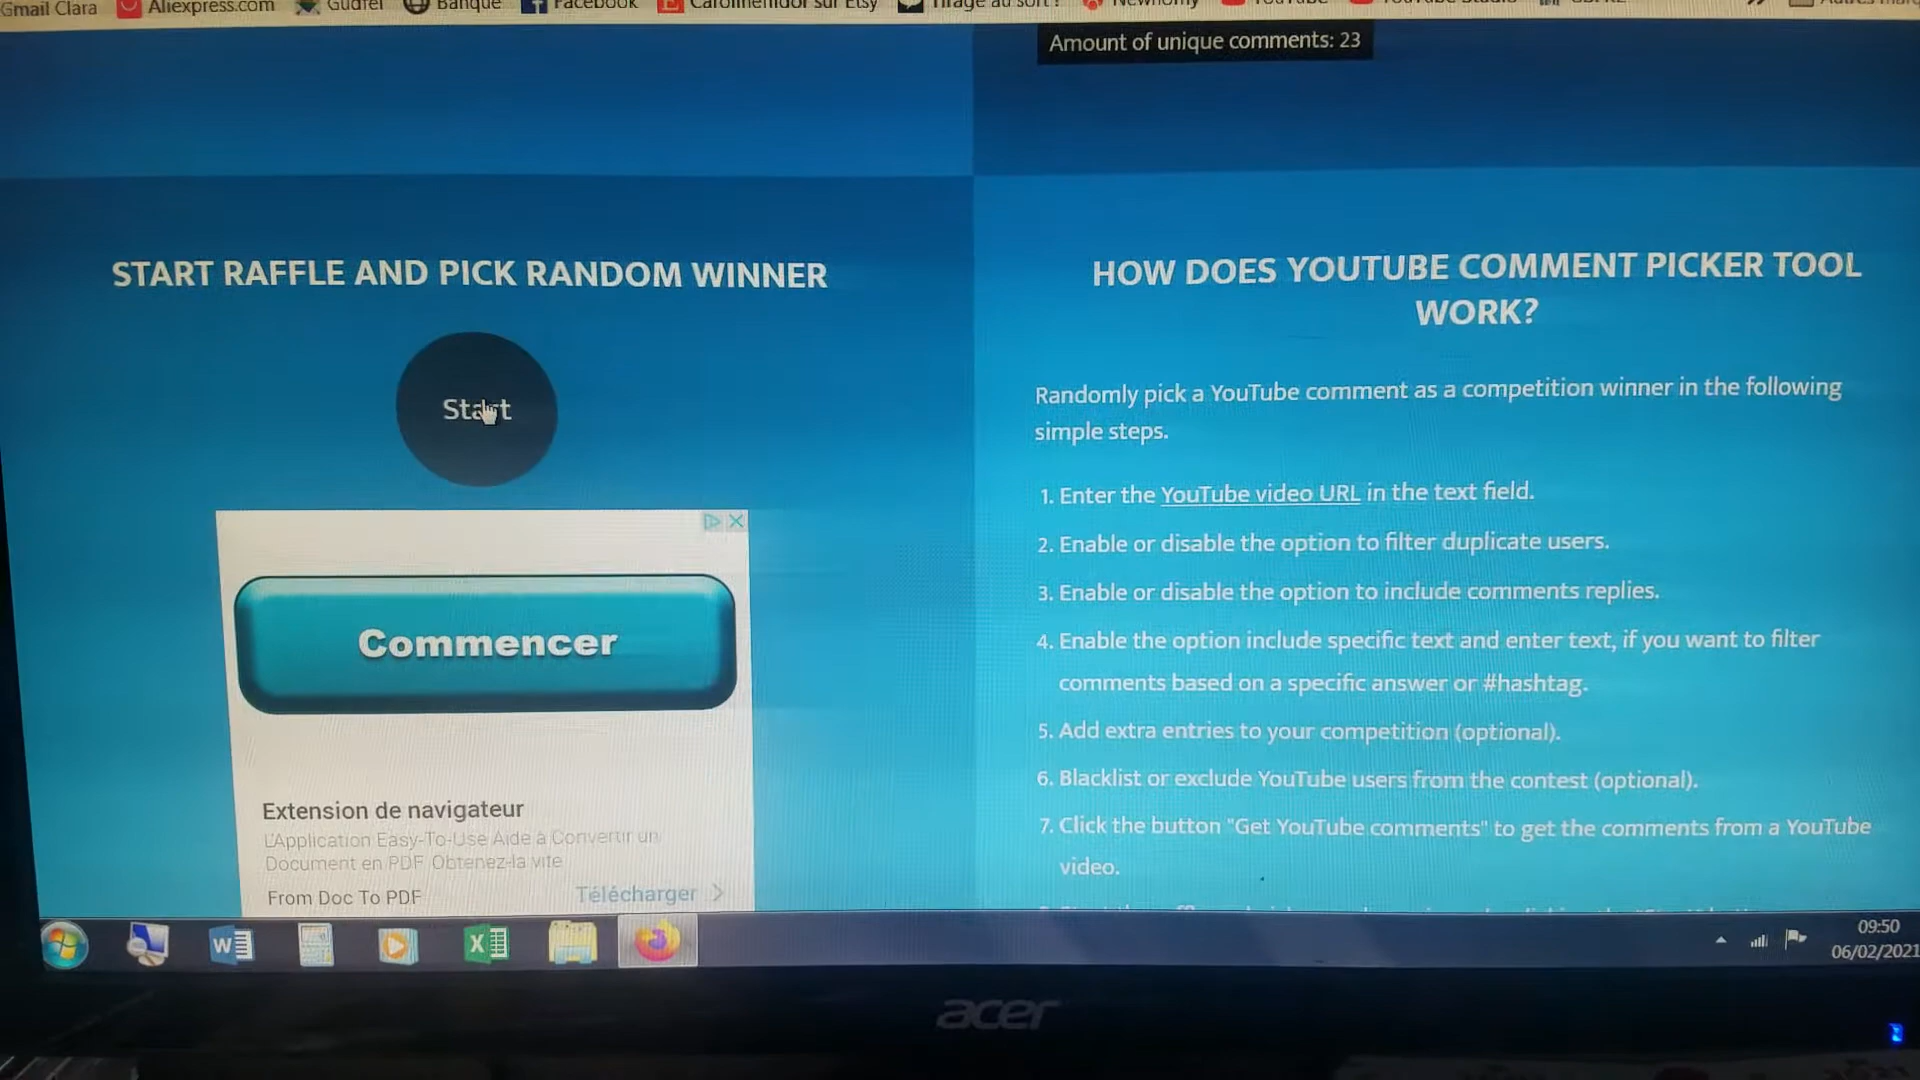 Gmail Clara Aliexpress.com Gudfel Banque Facebook Carolinefildor sur Etsy
Amount of unique comments: 23
START RAFFLE AND PICK RANDOM WINNER
Start
Commencer
Extension de navigateur
L'Application Easy-To-Use Aide à Convertir un
Document en PDF Obtenez-la vite
From Doc To PDF
Télécharger
HOW DOES YOUTUBE COMMENT PICKER TOOL
WORK?
Randomly pick a YouTube comment as a competition winner in the following
simple steps.
1. Enter the YouTube video URL in the text field.
2. Enable or disable the option to filter duplicate users.
3. Enable or disable the option to include comments replies.
4. Enable the option include specific text and enter text, if you want to filter
comments based on a specific answer or #hashtag.
5. Add extra entries to your competition (optional).
6. Blacklist or exclude YouTube users from the contest (optional).
7. Click the button "Get YouTube comments" to get the comments from a YouTube
video.
09:50
06/02/2021
acer